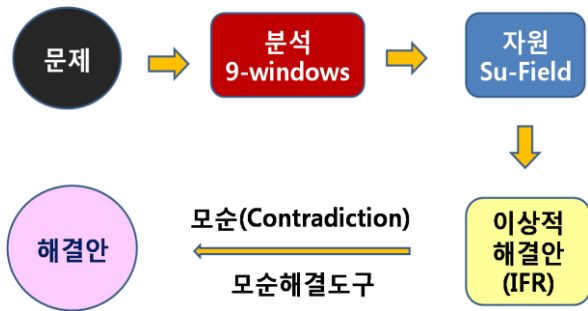 문제
분석
9-windows
자원
Su-Field
이상적
해결안
(IFR)
모순(Contradiction)
모순해결도구
해결안